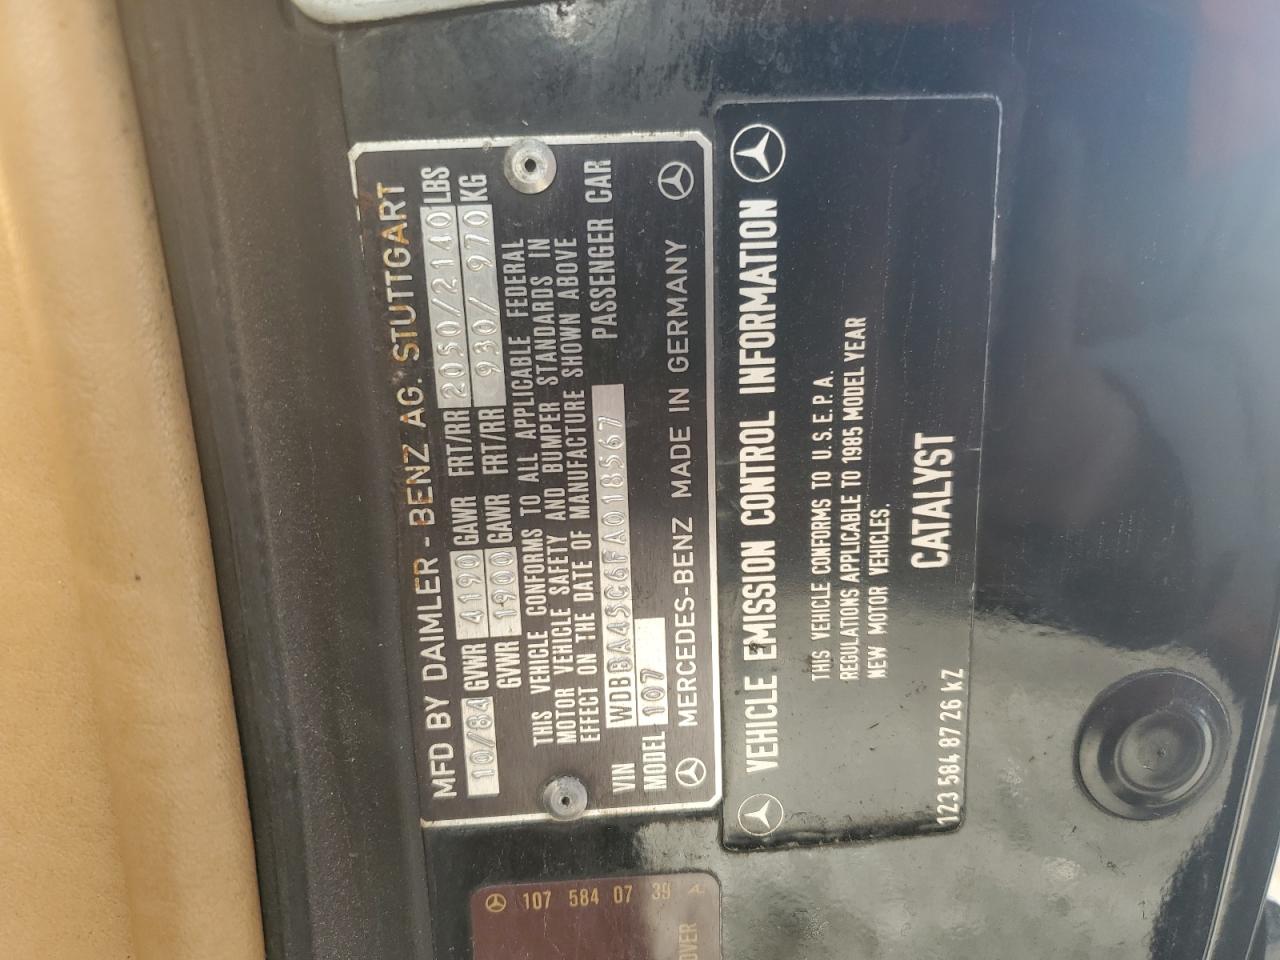 MFD BY DAIMLER - BENZ AG. STUTTGART
10/84 GVWR 4190 GAWR FRT/RR 2050/2140 LBS
GVWR 1900 GAWR FRT/RR 930/ 970 KG
THIS VEHICLE CONFORMS TO ALL APPLICABLE FEDERAL
MOTOR VEHICLE SAFETY AND BUMPER STANDARDS IN
EFFECT ON THE DATE OF MANUFACTURE SHOWN ABOVE
VIN WDBBA45C6FA018567 PASSENGER CAR
MODEL 107
MERCEDES-BENZ MADE IN GERMANY
VEHICLE EMISSION CONTROL INFORMATION
THIS VEHICLE CONFORMS TO U.S.E.P.A.
REGULATIONS APPLICABLE TO 1985 MODEL YEAR
NEW MOTOR VEHICLES.
CATALYST
123 584 87 26 kZ
107 584 07 39
OVER